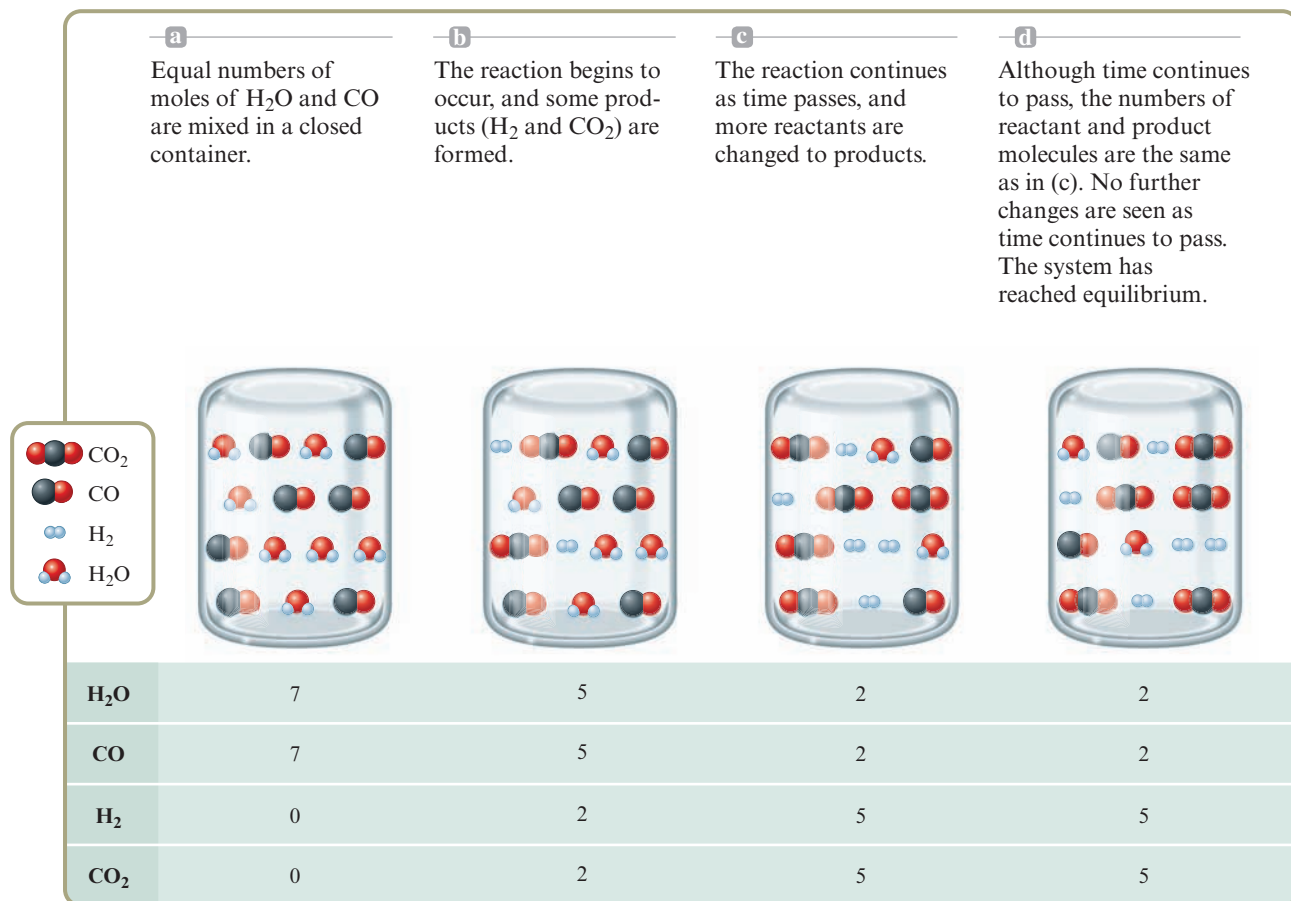 a
Equal numbers of
moles of H₂O and CO
are mixed in a closed
container.
b
The reaction begins to
occur, and some prod-
ucts (H₂ and CO₂) are
formed.
c
The reaction continues
as time passes, and
more reactants are
changed to products.
d
Although time continues
to pass, the numbers of
reactant and product
molecules are the same
as in (c). No further
changes are seen as
time continues to pass.
The system has
reached equilibrium.
CO₂
CO
H₂
H₂O
H₂O 7 5 2 2
CO 7 5 2 2
H₂ 0 2 5 5
CO₂ 0 2 5 5